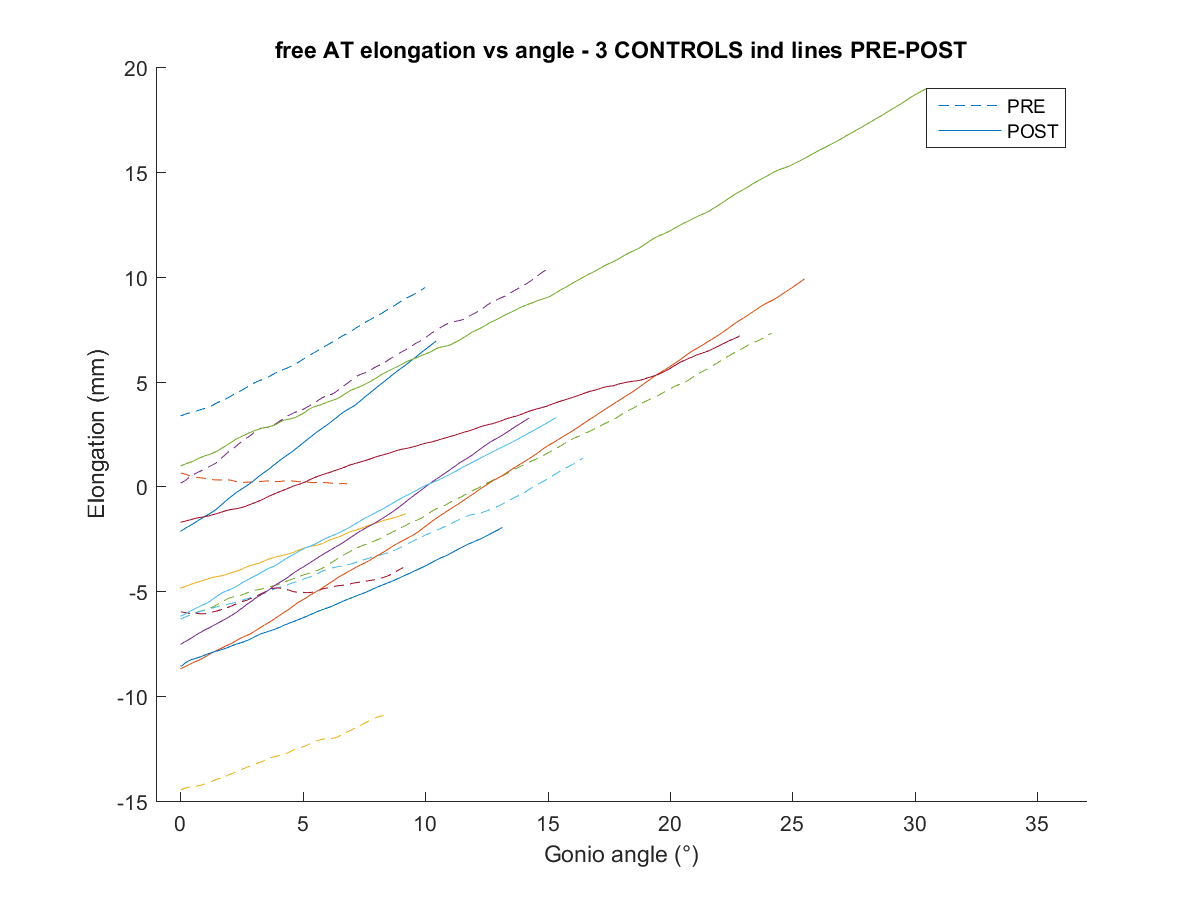 free AT elongation vs angle - 3 CONTROLS ind lines PRE-POST
PRE
POST
20
15
10
5
0
-5
-10
-15
Elongation (mm)
0 5 10 15 20 25 30 35
Gonio angle (°)